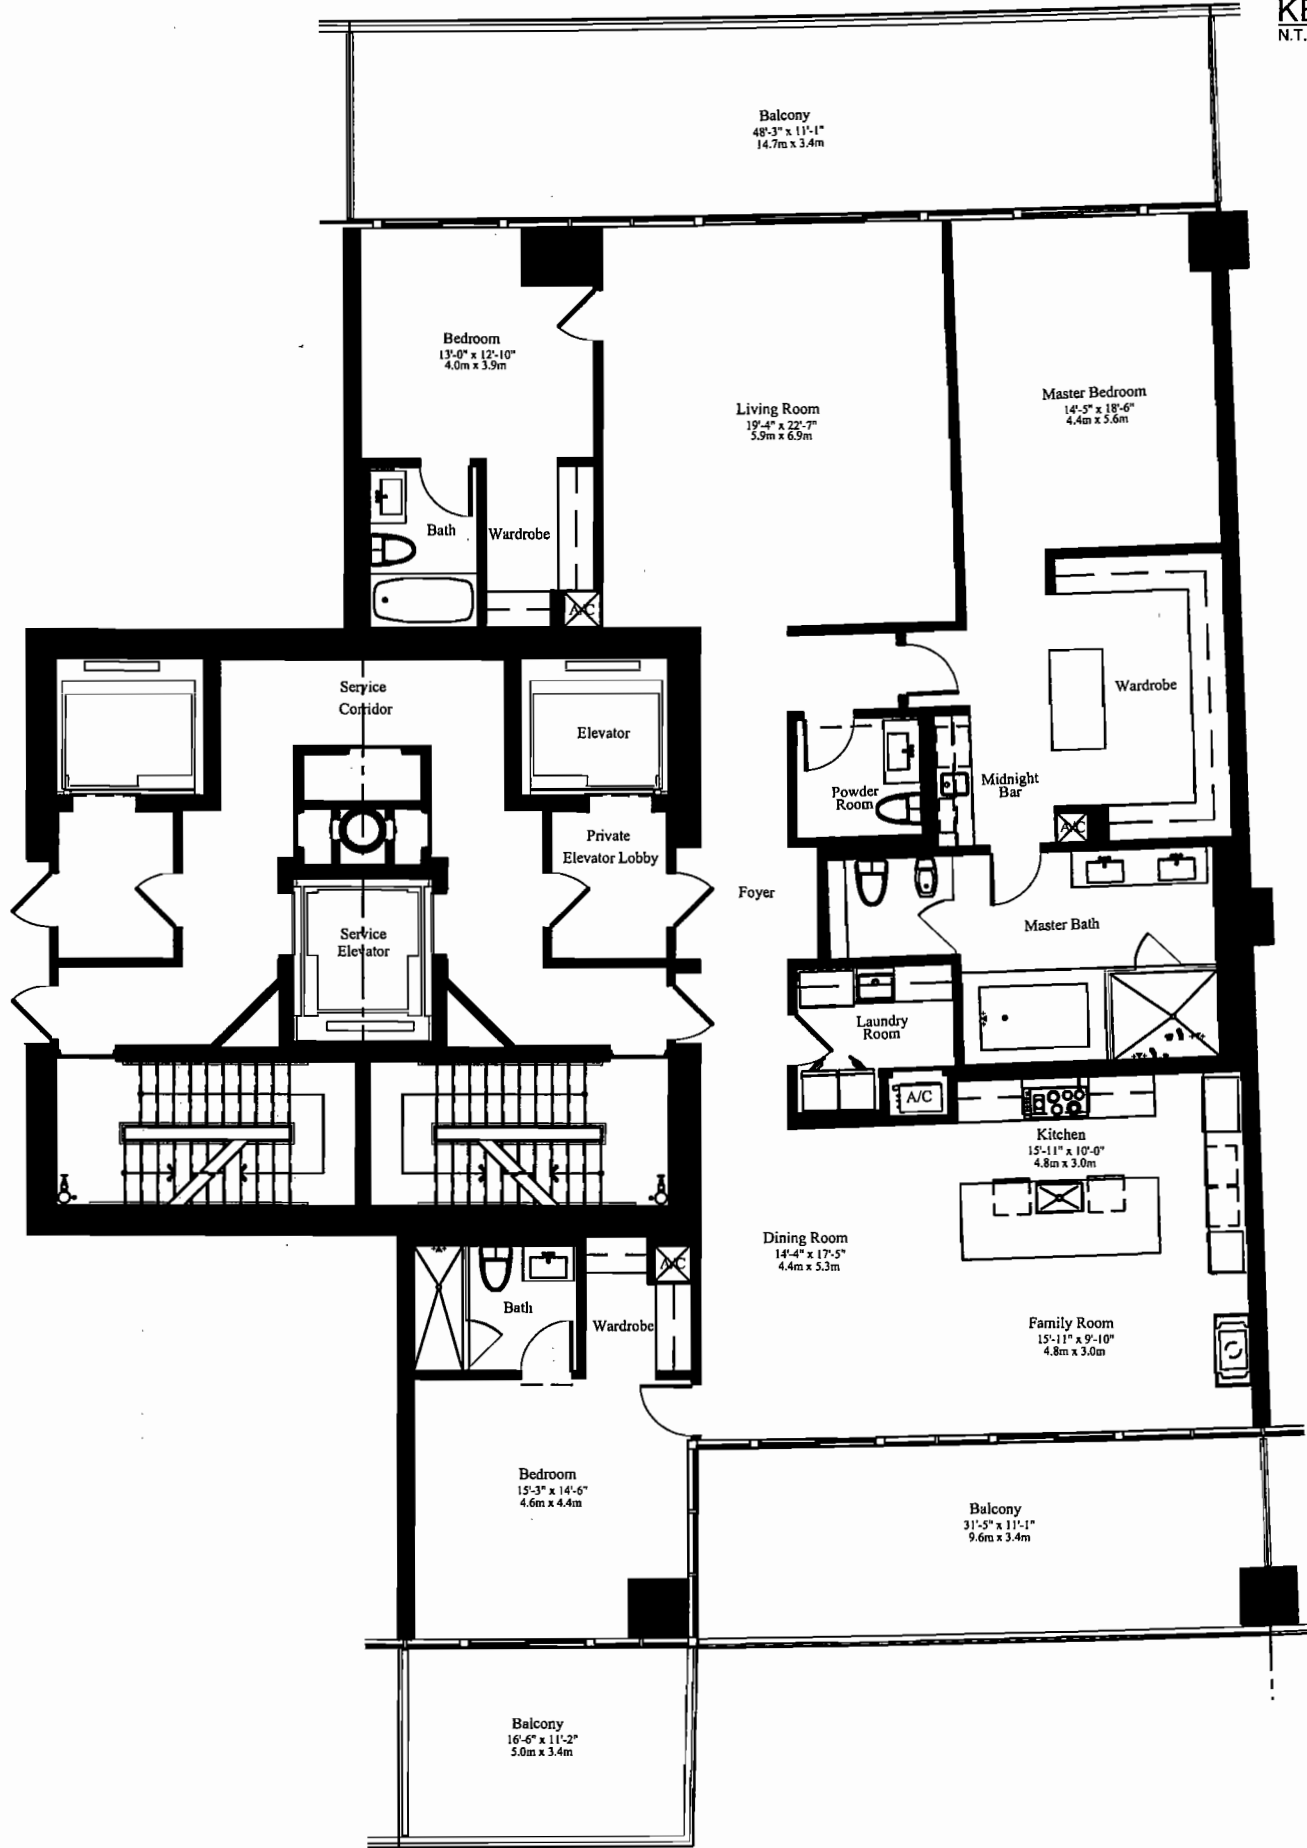 N.T.
Balcony
48'-3" x 11'-1"
14.7m x 3.4m
Bedroom
13'-0" x 12'-10"
4.0m x 3.9m
Living Room
19'-4" x 22'-7"
5.9m x 6.9m
Master Bedroom
14'-5" x 18'-6"
4.4m x 5.6m
Bath
Wardrobe
A/C
Service
Corridor
Elevator
Wardrobe
Midnight
Bar
Powder
Room
A/C
Private
Elevator Lobby
Foyer
Service
Elevator
Master Bath
Laundry
Room
A/C
Kitchen
15'-11" x 10'-0"
4.8m x 3.0m
Dining Room
14'-4" x 17'-5"
4.4m x 5.3m
A/C
Bath
Wardrobe
Family Room
15'-11" x 9'-10"
4.8m x 3.0m
Bedroom
15'-3" x 14'-6"
4.6m x 4.4m
Balcony
31'-5" x 11'-1"
9.6m x 3.4m
Balcony
16'-6" x 11'-2"
5.0m x 3.4m